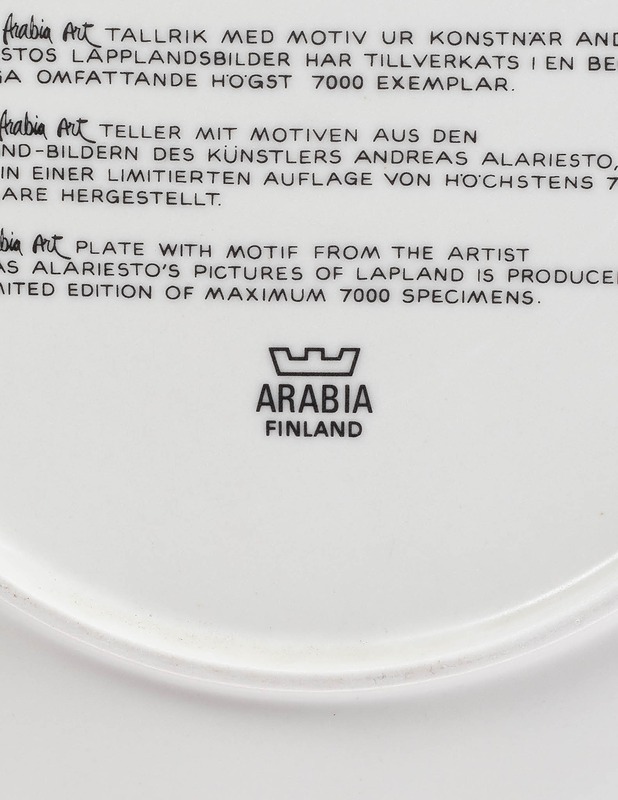 Arabia Art TALLRIK MED MOTIV UR KONSTNÄR AND
STOS LAPPLANDSBILDER HAR TILLVERKATS I EN BE
GA OMFATTANDE HÖGST 7000 EXEMPLAR.
Arabia Art TELLER MIT MOTIVEN AUS DEN
ND-BILDERN DES KÜNSTLERS ANDREAS ALARIESTO,
IN EINER LIMITIERTEN AUFLAGE VON HÖCHSTENS 7
ARE HERGESTELLT.
bia Art PLATE WITH MOTIF FROM THE ARTIST
AS ALARIESTO'S PICTURES OF LAPLAND IS PRODUCE
MITED EDITION OF MAXIMUM 7000 SPECIMENS.
ARABIA
FINLAND